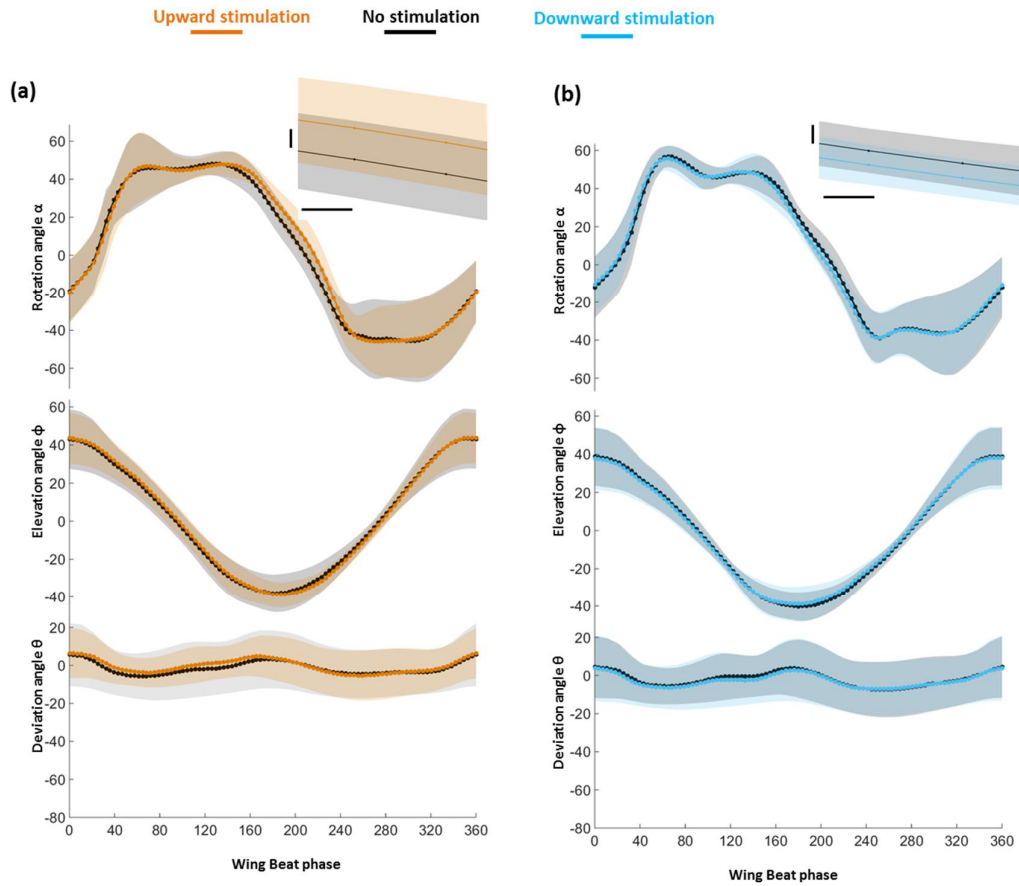 Upward stimulation
No stimulation
Downward stimulation
(a)
60
40
20
0
-20
-40
-60
Rotation angle α
60
40
20
0
-20
-40
Elevation angle ϕ
20
0
-20
-40
-60
-80
Deviation angle θ
0 40 80 120 160 200 240 280 320 360
Wing Beat phase
(b)
60
40
20
0
-20
-40
-60
Rotation angle α
60
40
20
0
-20
-40
Elevation angle ϕ
20
0
-20
-40
-60
-80
Deviation angle θ
0 40 80 120 160 200 240 280 320 360
Wing Beat phase